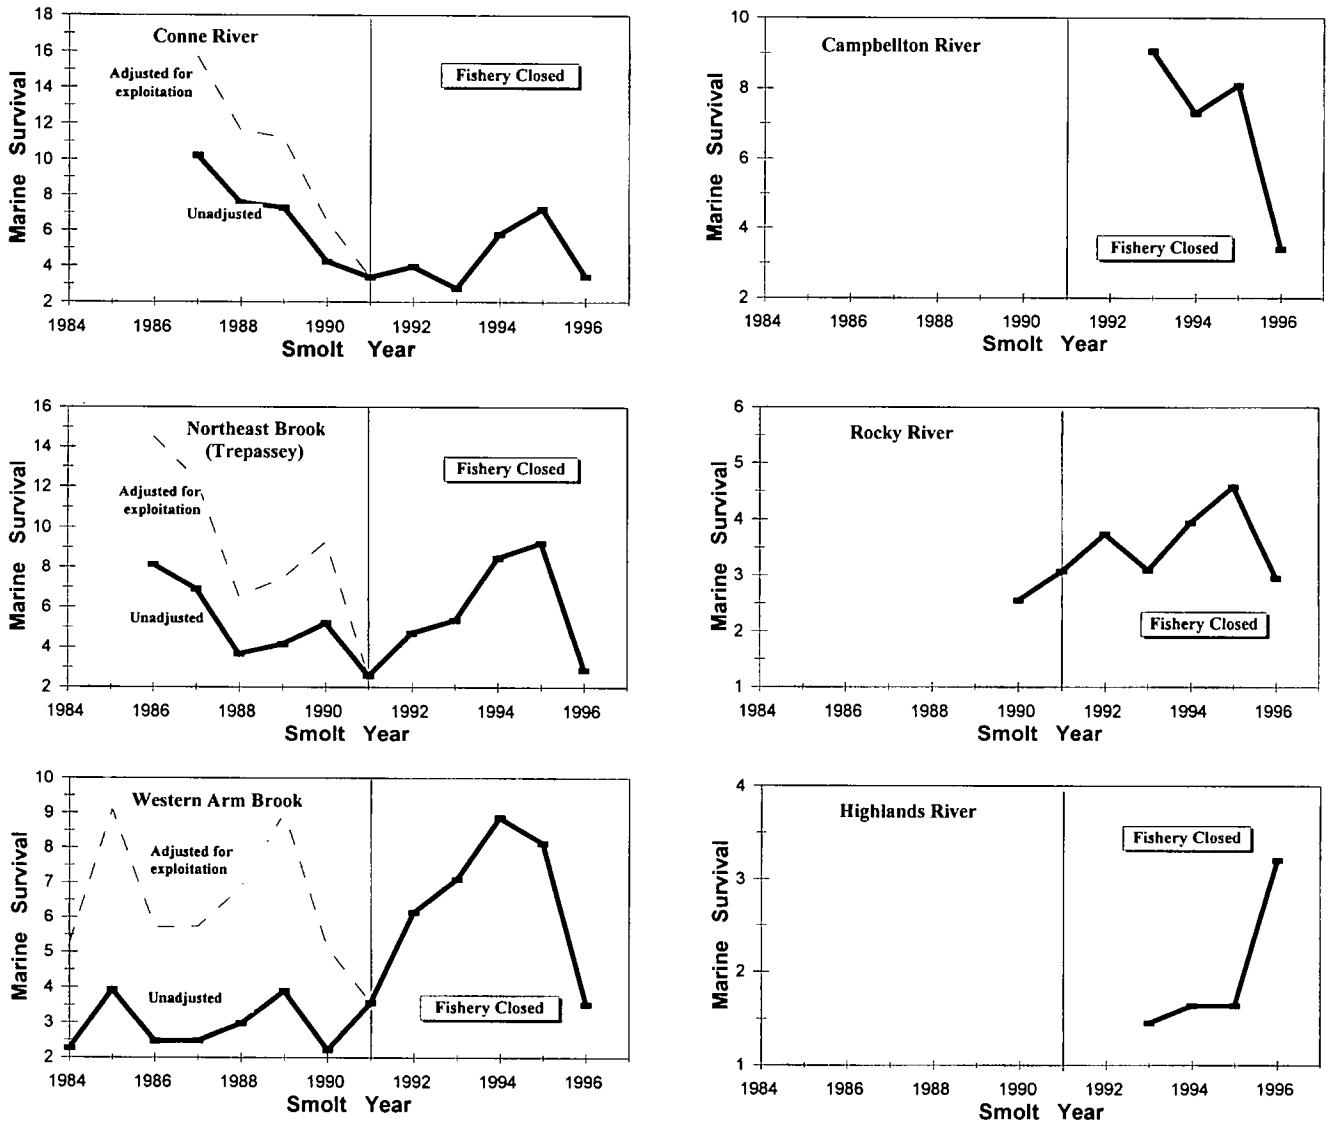 Conne River
Adjusted for
exploitation
Fishery Closed
Unadjusted
Marine Survival
18
16
14
12
10
8
6
4
2
1984 1986 1988 1990 1992 1994 1996
Smolt Year
Campbellton River
Fishery Closed
Marine Survival
10
8
6
4
2
1984 1986 1988 1990 1992 1994 1996
Smolt Year
Northeast Brook
(Trepassey)
Fishery Closed
Adjusted for
exploitation
Unadjusted
Marine Survival
16
14
12
10
8
6
4
2
1984 1986 1988 1990 1992 1994 1996
Smolt Year
Rocky River
Fishery Closed
Marine Survival
6
5
4
3
2
1
1984 1986 1988 1990 1992 1994 1996
Smolt Year
Western Arm Brook
Adjusted for
exploitation
Unadjusted
Fishery Closed
Marine Survival
10
9
8
7
6
5
4
3
2
1984 1986 1988 1990 1992 1994 1996
Smolt Year
Highlands River
Fishery Closed
Marine Survival
4
3
2
1
1984 1986 1988 1990 1992 1994 1996
Smolt Year